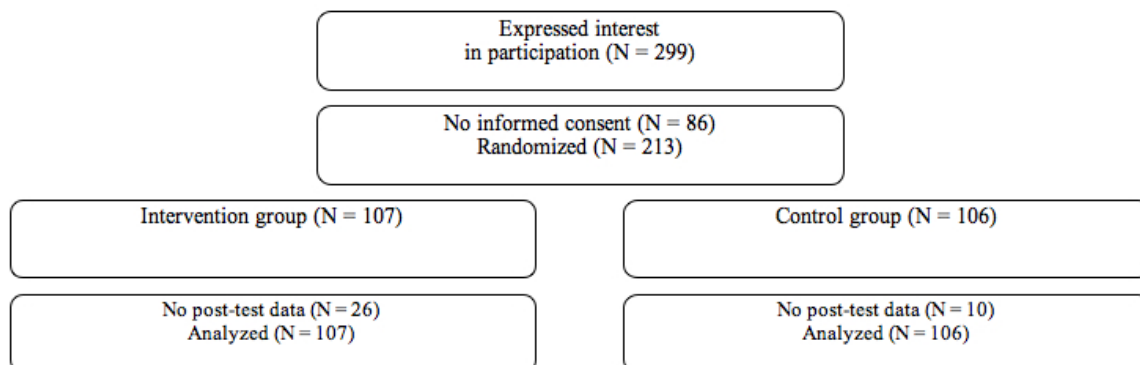 Expressed interest
in participation (N = 299)
No informed consent (N = 86)
Randomized (N = 213)
Intervention group (N = 107)
Control group (N = 106)
No post-test data (N = 26)
Analyzed (N = 107)
No post-test data (N = 10)
Analyzed (N = 106)